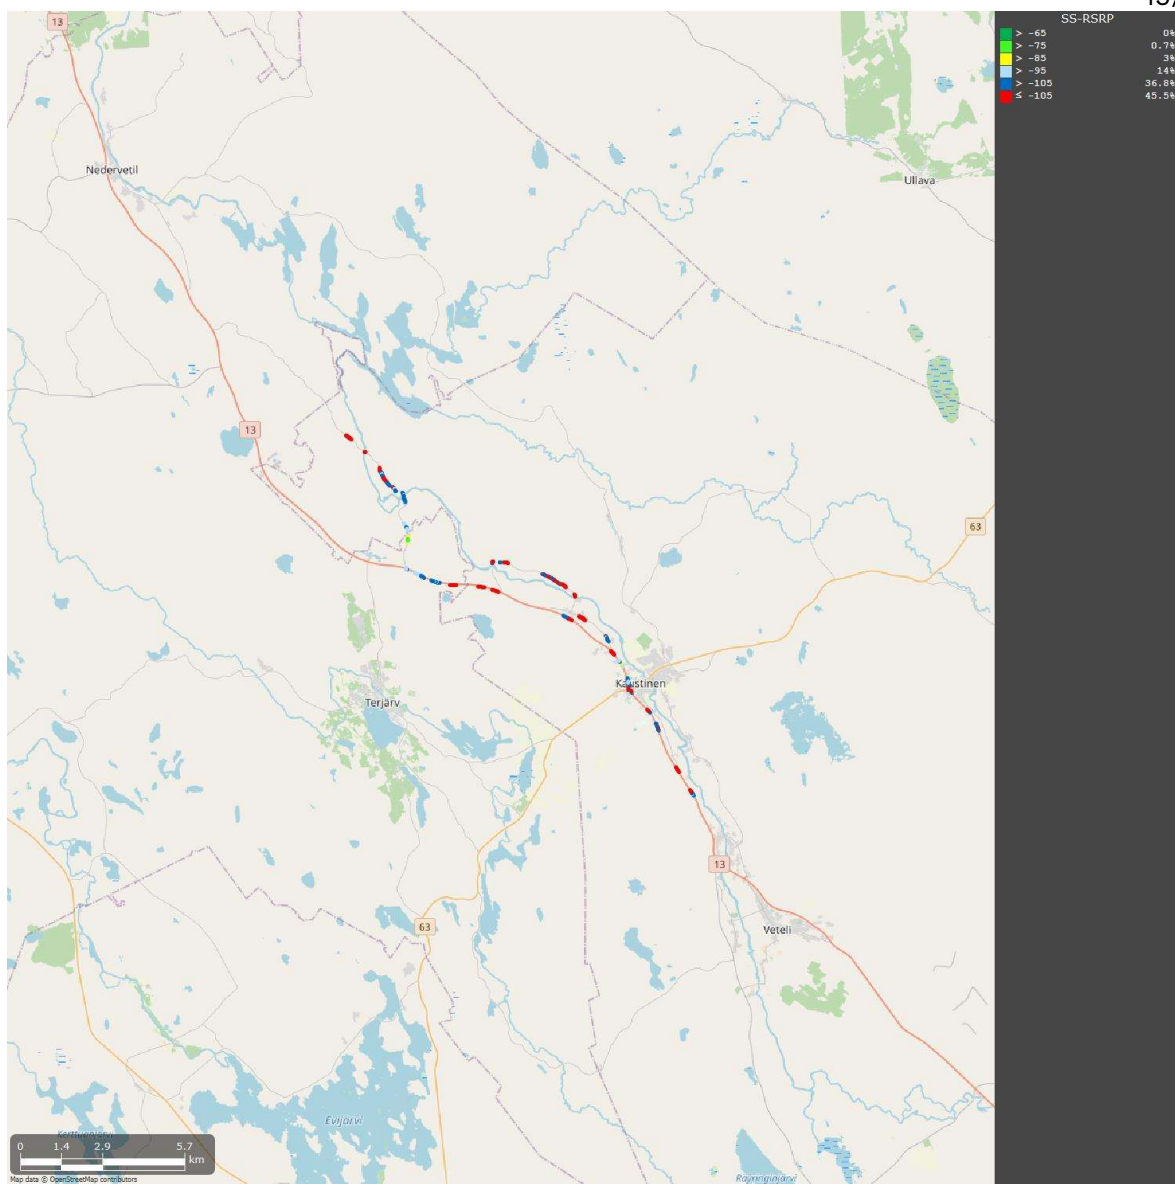 SS-RSRP
> -65 0%
> -75 0.7%
> -85 3%
> -95 14%
> -105 36.8%
≤ -105 45.5%
13
Nedervetil
Ullava
13
63
Kaustinen
Terjärv
13
63
Veteli
Evijärvi
0 1.4 2.9 5.7
km
Map data © OpenStreetMap contributors